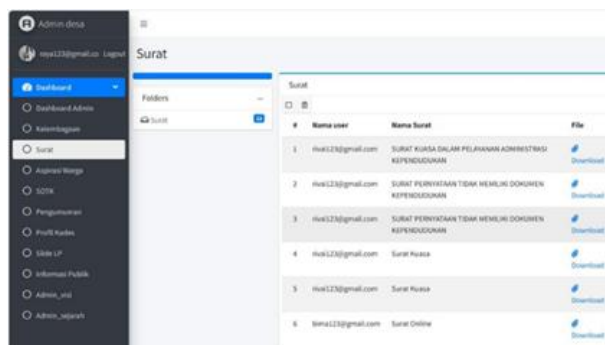 Admin desa
Logout
Surat
Dashboard
Dashboard Admin
Kelembagaan
Surat
Aspirasi Warga
SOTK
Pengumuman
Profil Kades
Slide LP
Informasi Publik
Admin_visi
Admin_sejarah
Folders
Surat
Surat
# Nama user Nama Surat File
1 rival123@gmail.com SURAT KUASA DALAM PELAYANAN ADMINISTRASI
KEPENDUDUKAN Download
2 rival123@gmail.com SURAT PERNYATAAN TIDAK MEMILIKI DOKUMEN
KEPENDUDUKAN Download
3 rival123@gmail.com SURAT PERNYATAAN TIDAK MEMILIKI DOKUMEN
KEPENDUDUKAN Download
4 rival123@gmail.com Surat Kuasa
Download
5 rival123@gmail.com Surat Kuasa
Download
6 bima123@gmail.com Surat Online
Download